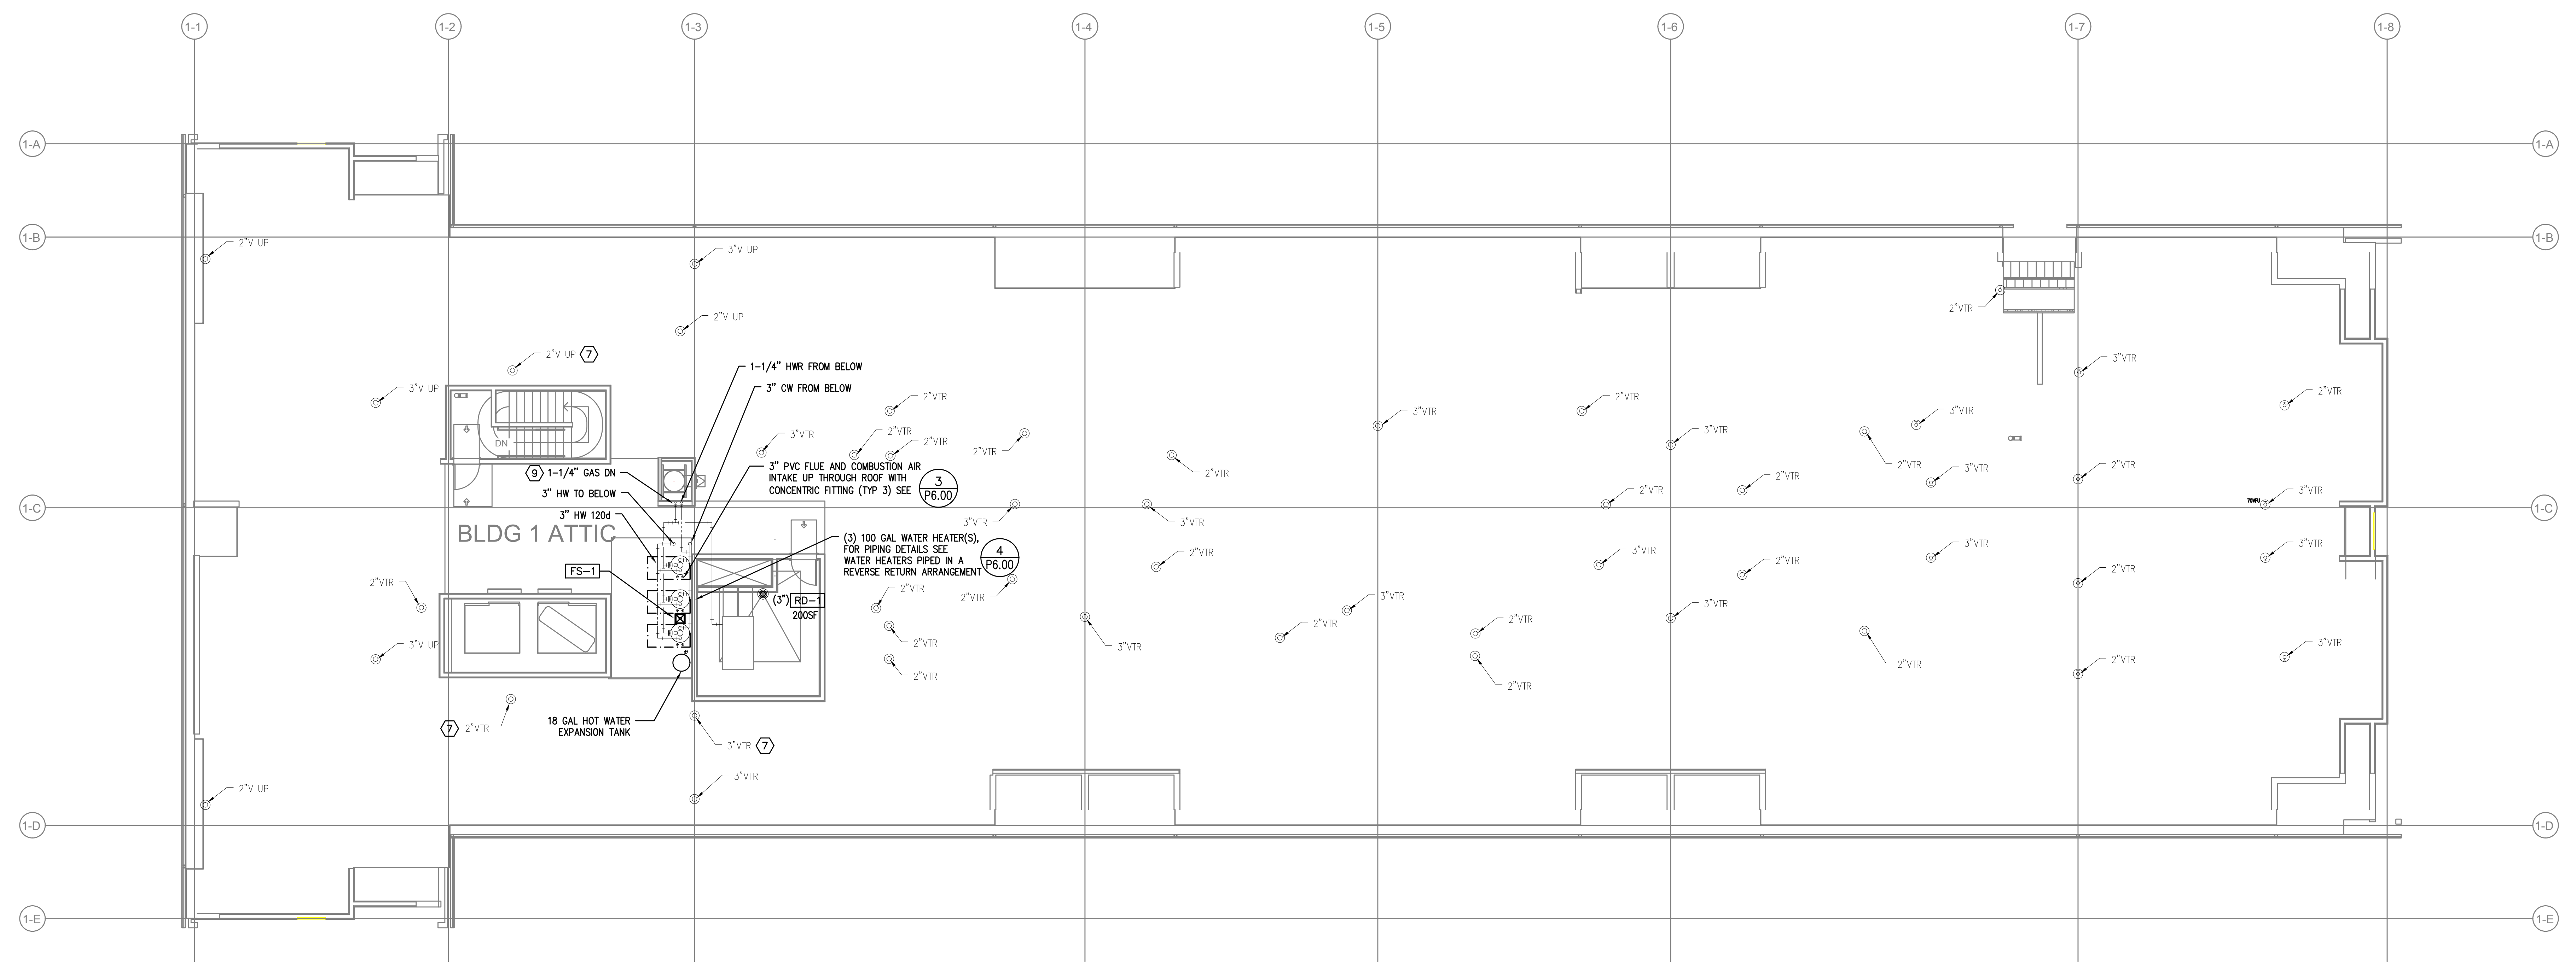 1-1
1-2
1-3
1-4
1-5
1-6
1-7
1-8
1-A
1-A
1-B
1-B
2"V UP
3"V UP
2"VTR
2"V UP
2"V UP
7
3"VTR
1-1/4" HWR FROM BELOW
3" CW FROM BELOW
3"V UP
2"VTR
2"VTR
2"VTR
3"VTR
3"VTR
3"VTR
2"VTR
2"VTR
3"VTR
2"VTR
3"VTR
DN
2"VTR
2"VTR
2"VTR
2"VTR
3"VTR
9
1-1/4" GAS DN
3" PVC FLUE AND COMBUSTION AIR
INTAKE UP THROUGH ROOF WITH
CONCENTRIC FITTING (TYP 3) SEE
3
P6.00
2"VTR
2"VTR
3"VTR
3" HW TO BELOW
1-C
3" HW 120d
3"VTR
3"VTR
1-C
BLDG 1 ATTIC
(3) 100 GAL WATER HEATER(S),
FOR PIPING DETAILS SEE
WATER HEATERS PIPED IN A
REVERSE RETURN ARRANGEMENT
4
P6.00
2"VTR
3"VTR
2"VTR
3"VTR
3"VTR
FS-1
2"VTR
2"VTR
2"VTR
2"VTR
(3")
RD-1
200SF
3"VTR
3"VTR
2"VTR
2"VTR
2"VTR
3"V UP
3"VTR
2"VTR
2"VTR
3"VTR
2"VTR
2"VTR
18 GAL HOT WATER
EXPANSION TANK
7
2"VTR
3"VTR
7
3"VTR
2"V UP
1-D
1-D
1-E
1-E